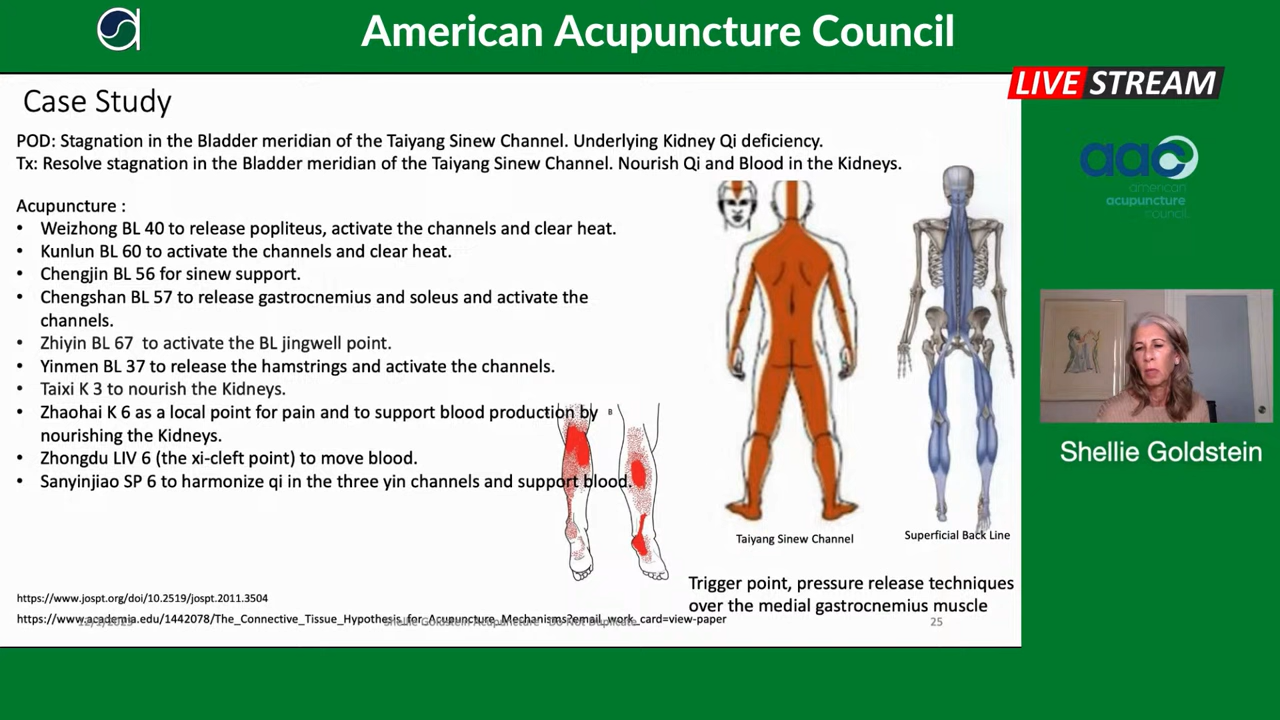 American Acupuncture Council
LIVE STREAM
Case Study
POD: Stagnation in the Bladder meridian of the Taiyang Sinew Channel. Underlying Kidney Qi deficiency.
Tx: Resolve stagnation in the Bladder meridian of the Taiyang Sinew Channel. Nourish Qi and Blood in the Kidneys.
Acupuncture :
• Weizhong BL 40 to release popliteus, activate the channels and clear heat.
• Kunlun BL 60 to activate the channels and clear heat.
• Chengjin BL 56 for sinew support.
• Chengshan BL 57 to release gastrocnemius and soleus and activate the
channels.
• Zhiyin BL 67 to activate the BL jingwell point.
• Yinmen BL 37 to release the hamstrings and activate the channels.
• Taixi K 3 to nourish the Kidneys.
• Zhaohai K 6 as a local point for pain and to support blood production by
nourishing the Kidneys.
• Zhongdu LIV 6 (the xi-cleft point) to move blood.
• Sanyinjiao SP 6 to harmonize qi in the three yin channels and support blood.
B
Taiyang Sinew Channel
Superficial Back Line
Trigger point, pressure release techniques
over the medial gastrocnemius muscle
https://www.jospt.org/doi/10.2519/jospt.2011.3504
https://www.academia.edu/1442078/The_Connective_Tissue_Hypothesis_for_Acupuncture_Mechanisms?email_work_card=view-paper
Shellie Goldstein Acupuncture - Do Not Duplicate
25
aac
american
acupuncture
council
Shellie Goldstein